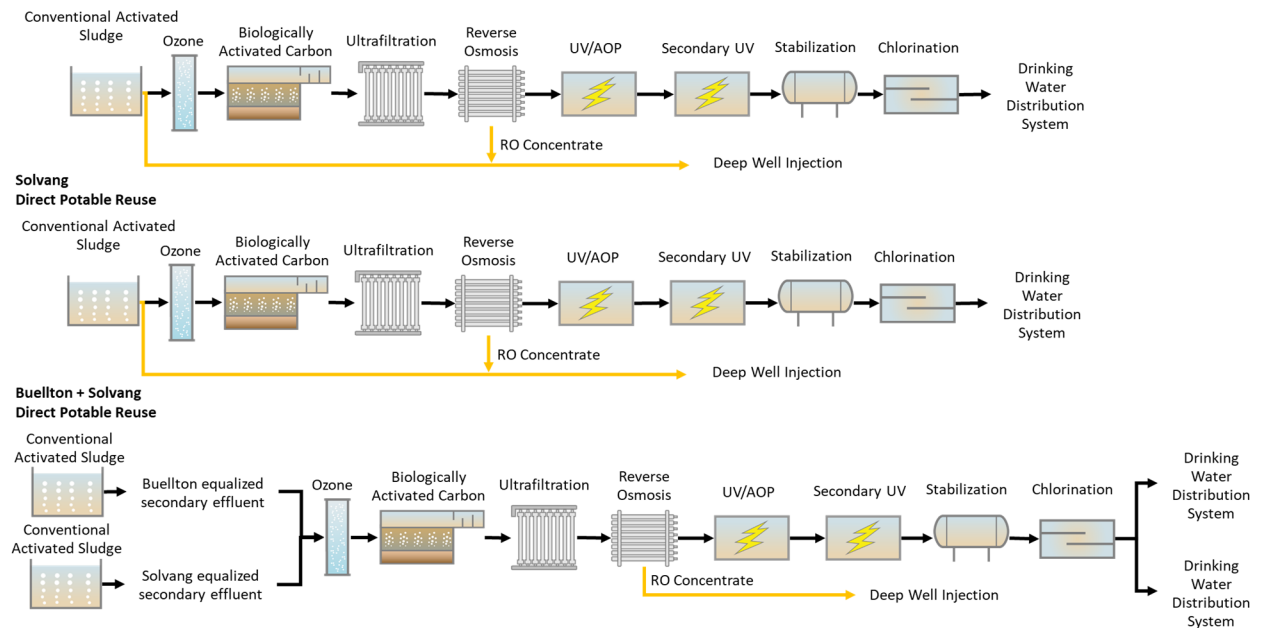 Conventional Activated
Sludge
Ozone
Biologically
Activated Carbon
Ultrafiltration
Reverse
Osmosis
UV/AOP
Secondary UV
Stabilization
Chlorination
Drinking
Water
Distribution
System
RO Concentrate
Deep Well Injection
Solvang
Direct Potable Reuse
Conventional Activated
Sludge
Ozone
Biologically
Activated Carbon
Ultrafiltration
Reverse
Osmosis
UV/AOP
Secondary UV
Stabilization
Chlorination
Drinking
Water
Distribution
System
RO Concentrate
Deep Well Injection
Buellton + Solvang
Direct Potable Reuse
Conventional
Activated Sludge
Buellton equalized
secondary effluent
Conventional
Activated Sludge
Solvang equalized
secondary effluent
Ozone
Biologically
Activated Carbon
Ultrafiltration
Reverse
Osmosis
UV/AOP
Secondary UV
Stabilization
Chlorination
Drinking
Water
Distribution
System
RO Concentrate
Deep Well Injection
Drinking
Water
Distribution
System